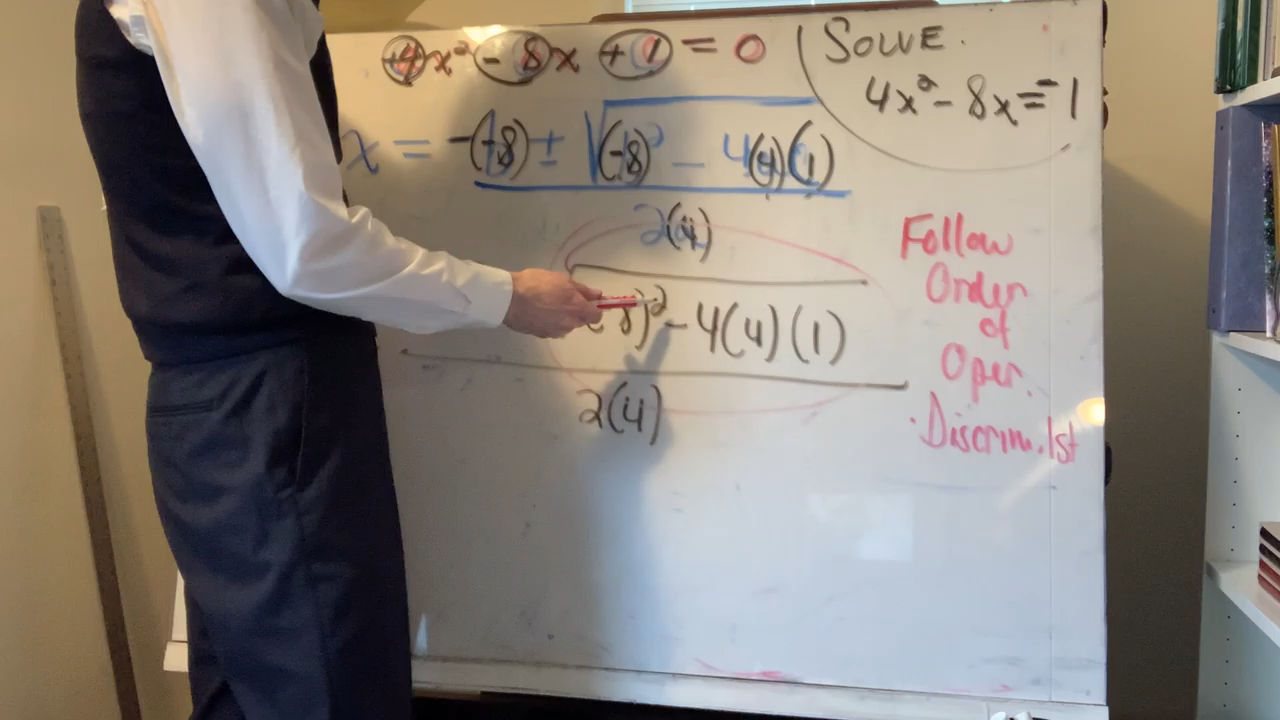 +4x² - 8x + 1 = 0
SOLVE.
4x² - 8x = -1
x = -(-8) ± √(-8)² - 4(4)(1)
2(4)
8)² - 4(4)(1)
2(4)
Follow
Order
of
Oper.
. Discrim. 1st